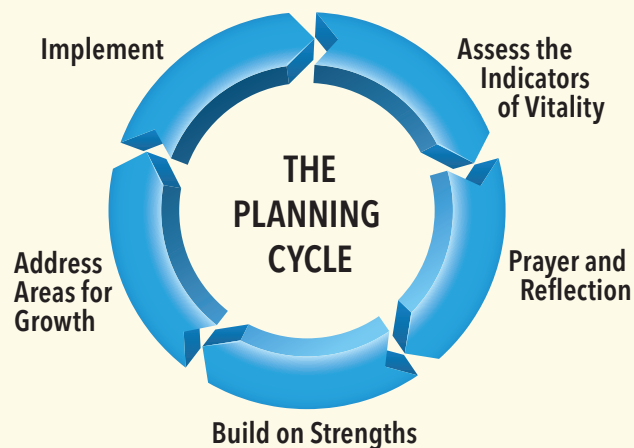 THE
PLANNING
CYCLE
Assess the
Indicators
of Vitality
Prayer and
Reflection
Build on Strengths
Address
Areas for
Growth
Implement